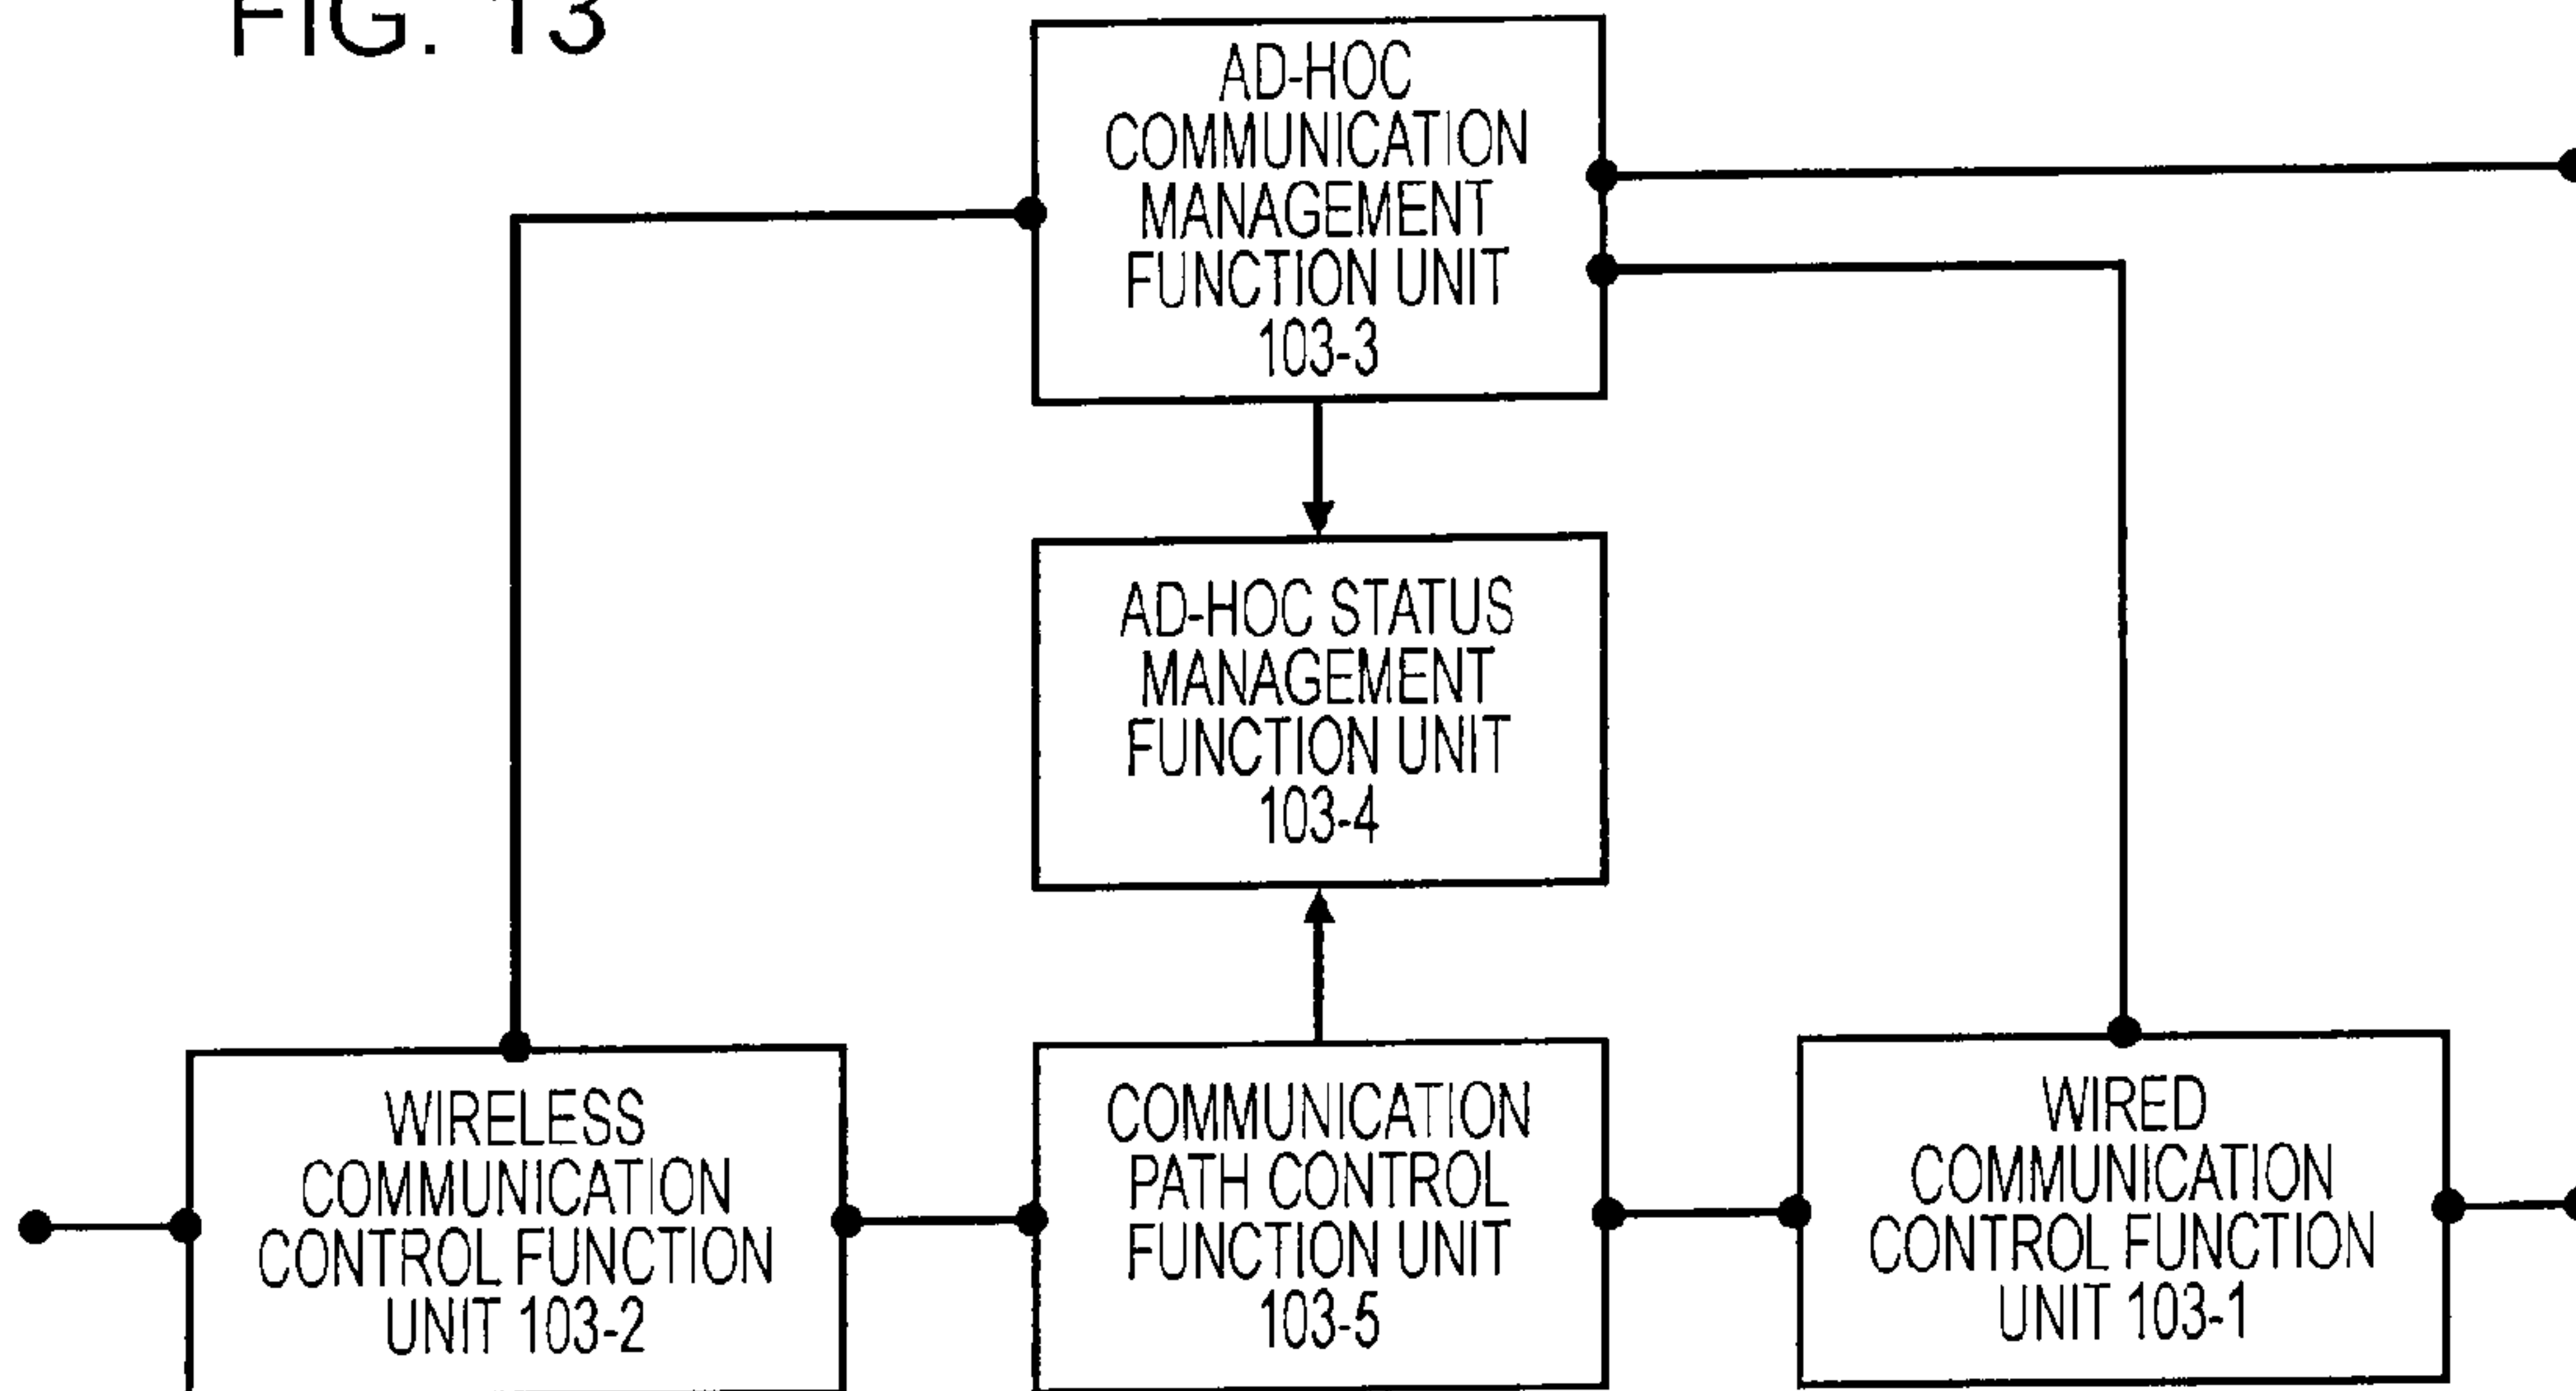 FIG. 13
AD-HOC
COMMUNICATION
MANAGEMENT
FUNCTION UNIT
103-3
AD-HOC STATUS
MANAGEMENT
FUNCTION UNIT
103-4
WIRELESS
COMMUNICATION
CONTROL FUNCTION
UNIT 103-2
COMMUNICATION
PATH CONTROL
FUNCTION UNIT
103-5
WIRED
COMMUNICATION
CONTROL FUNCTION
UNIT 103-1